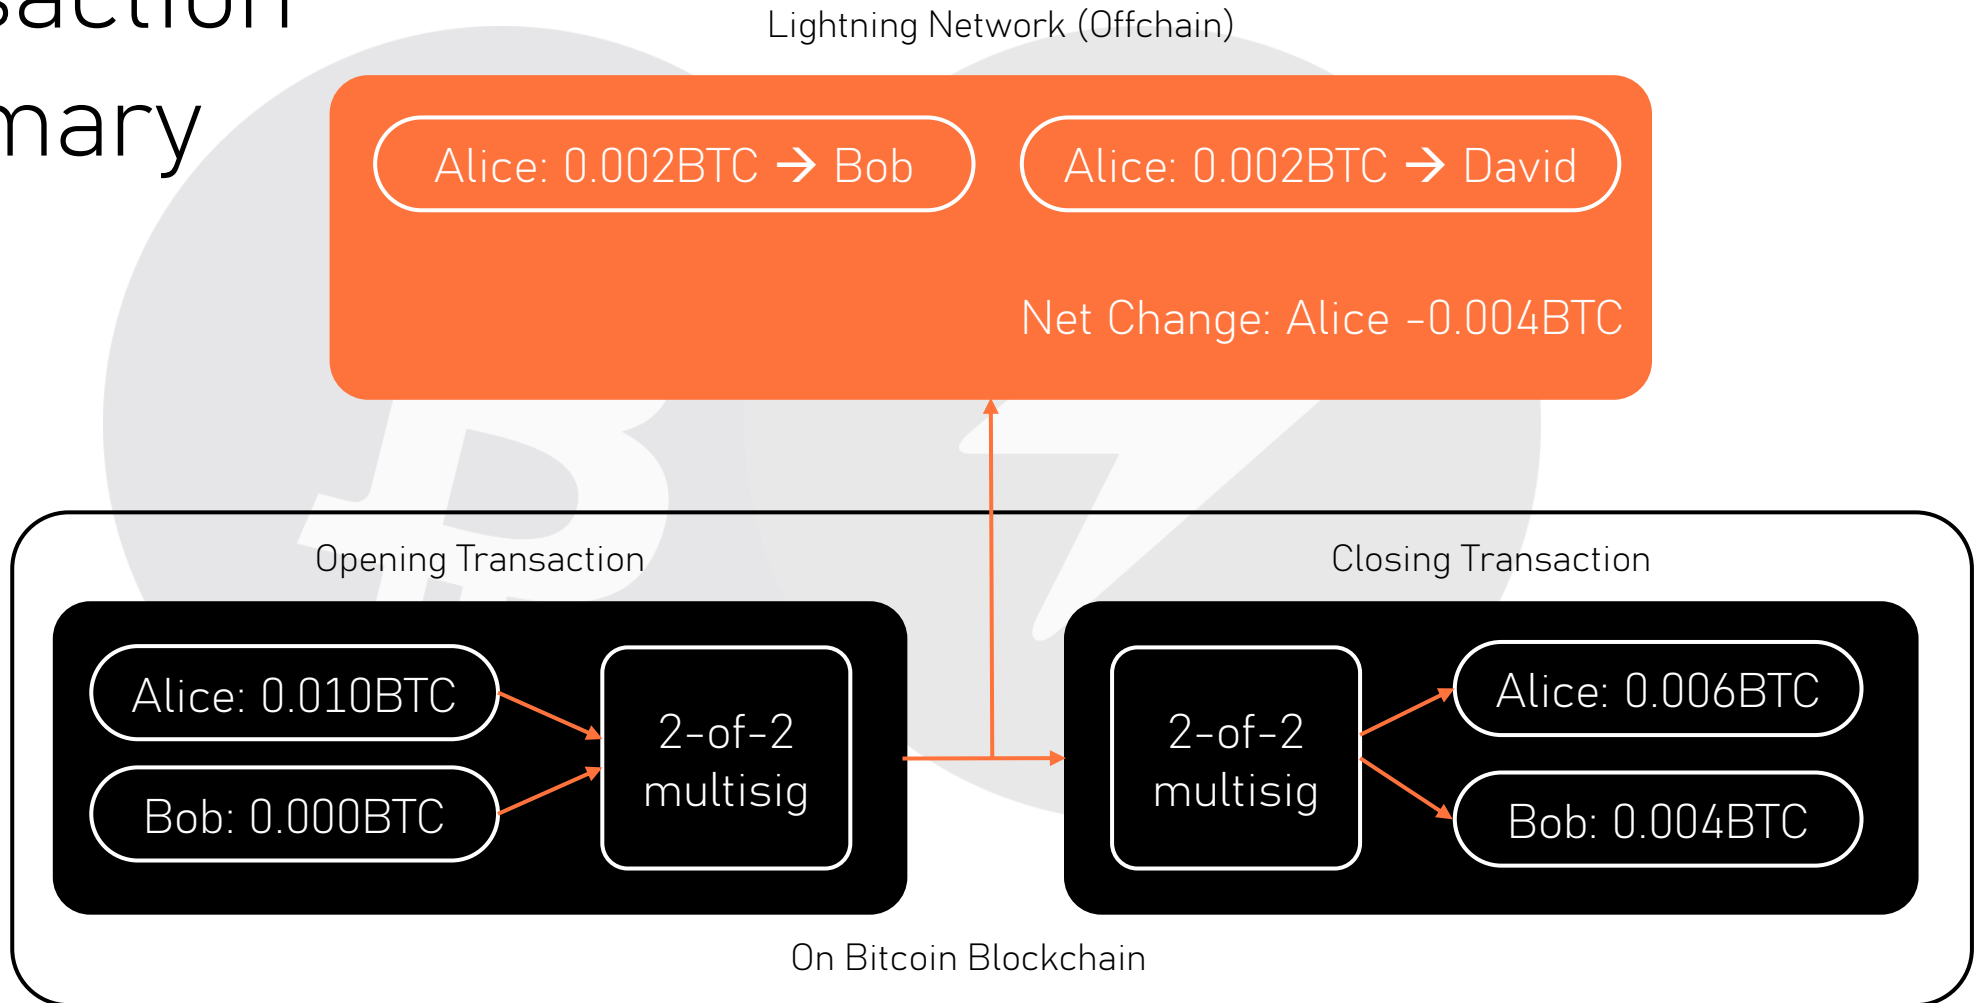 mary
Lightning Network (Offchain)
Alice: 0.002BTC → Bob
Alice: 0.002BTC → David
Net Change: Alice -0.004BTC
Opening Transaction
Alice: 0.010BTC
Bob: 0.000BTC
2-of-2
multisig
Closing Transaction
2-of-2
multisig
Alice: 0.006BTC
Bob: 0.004BTC
On Bitcoin Blockchain